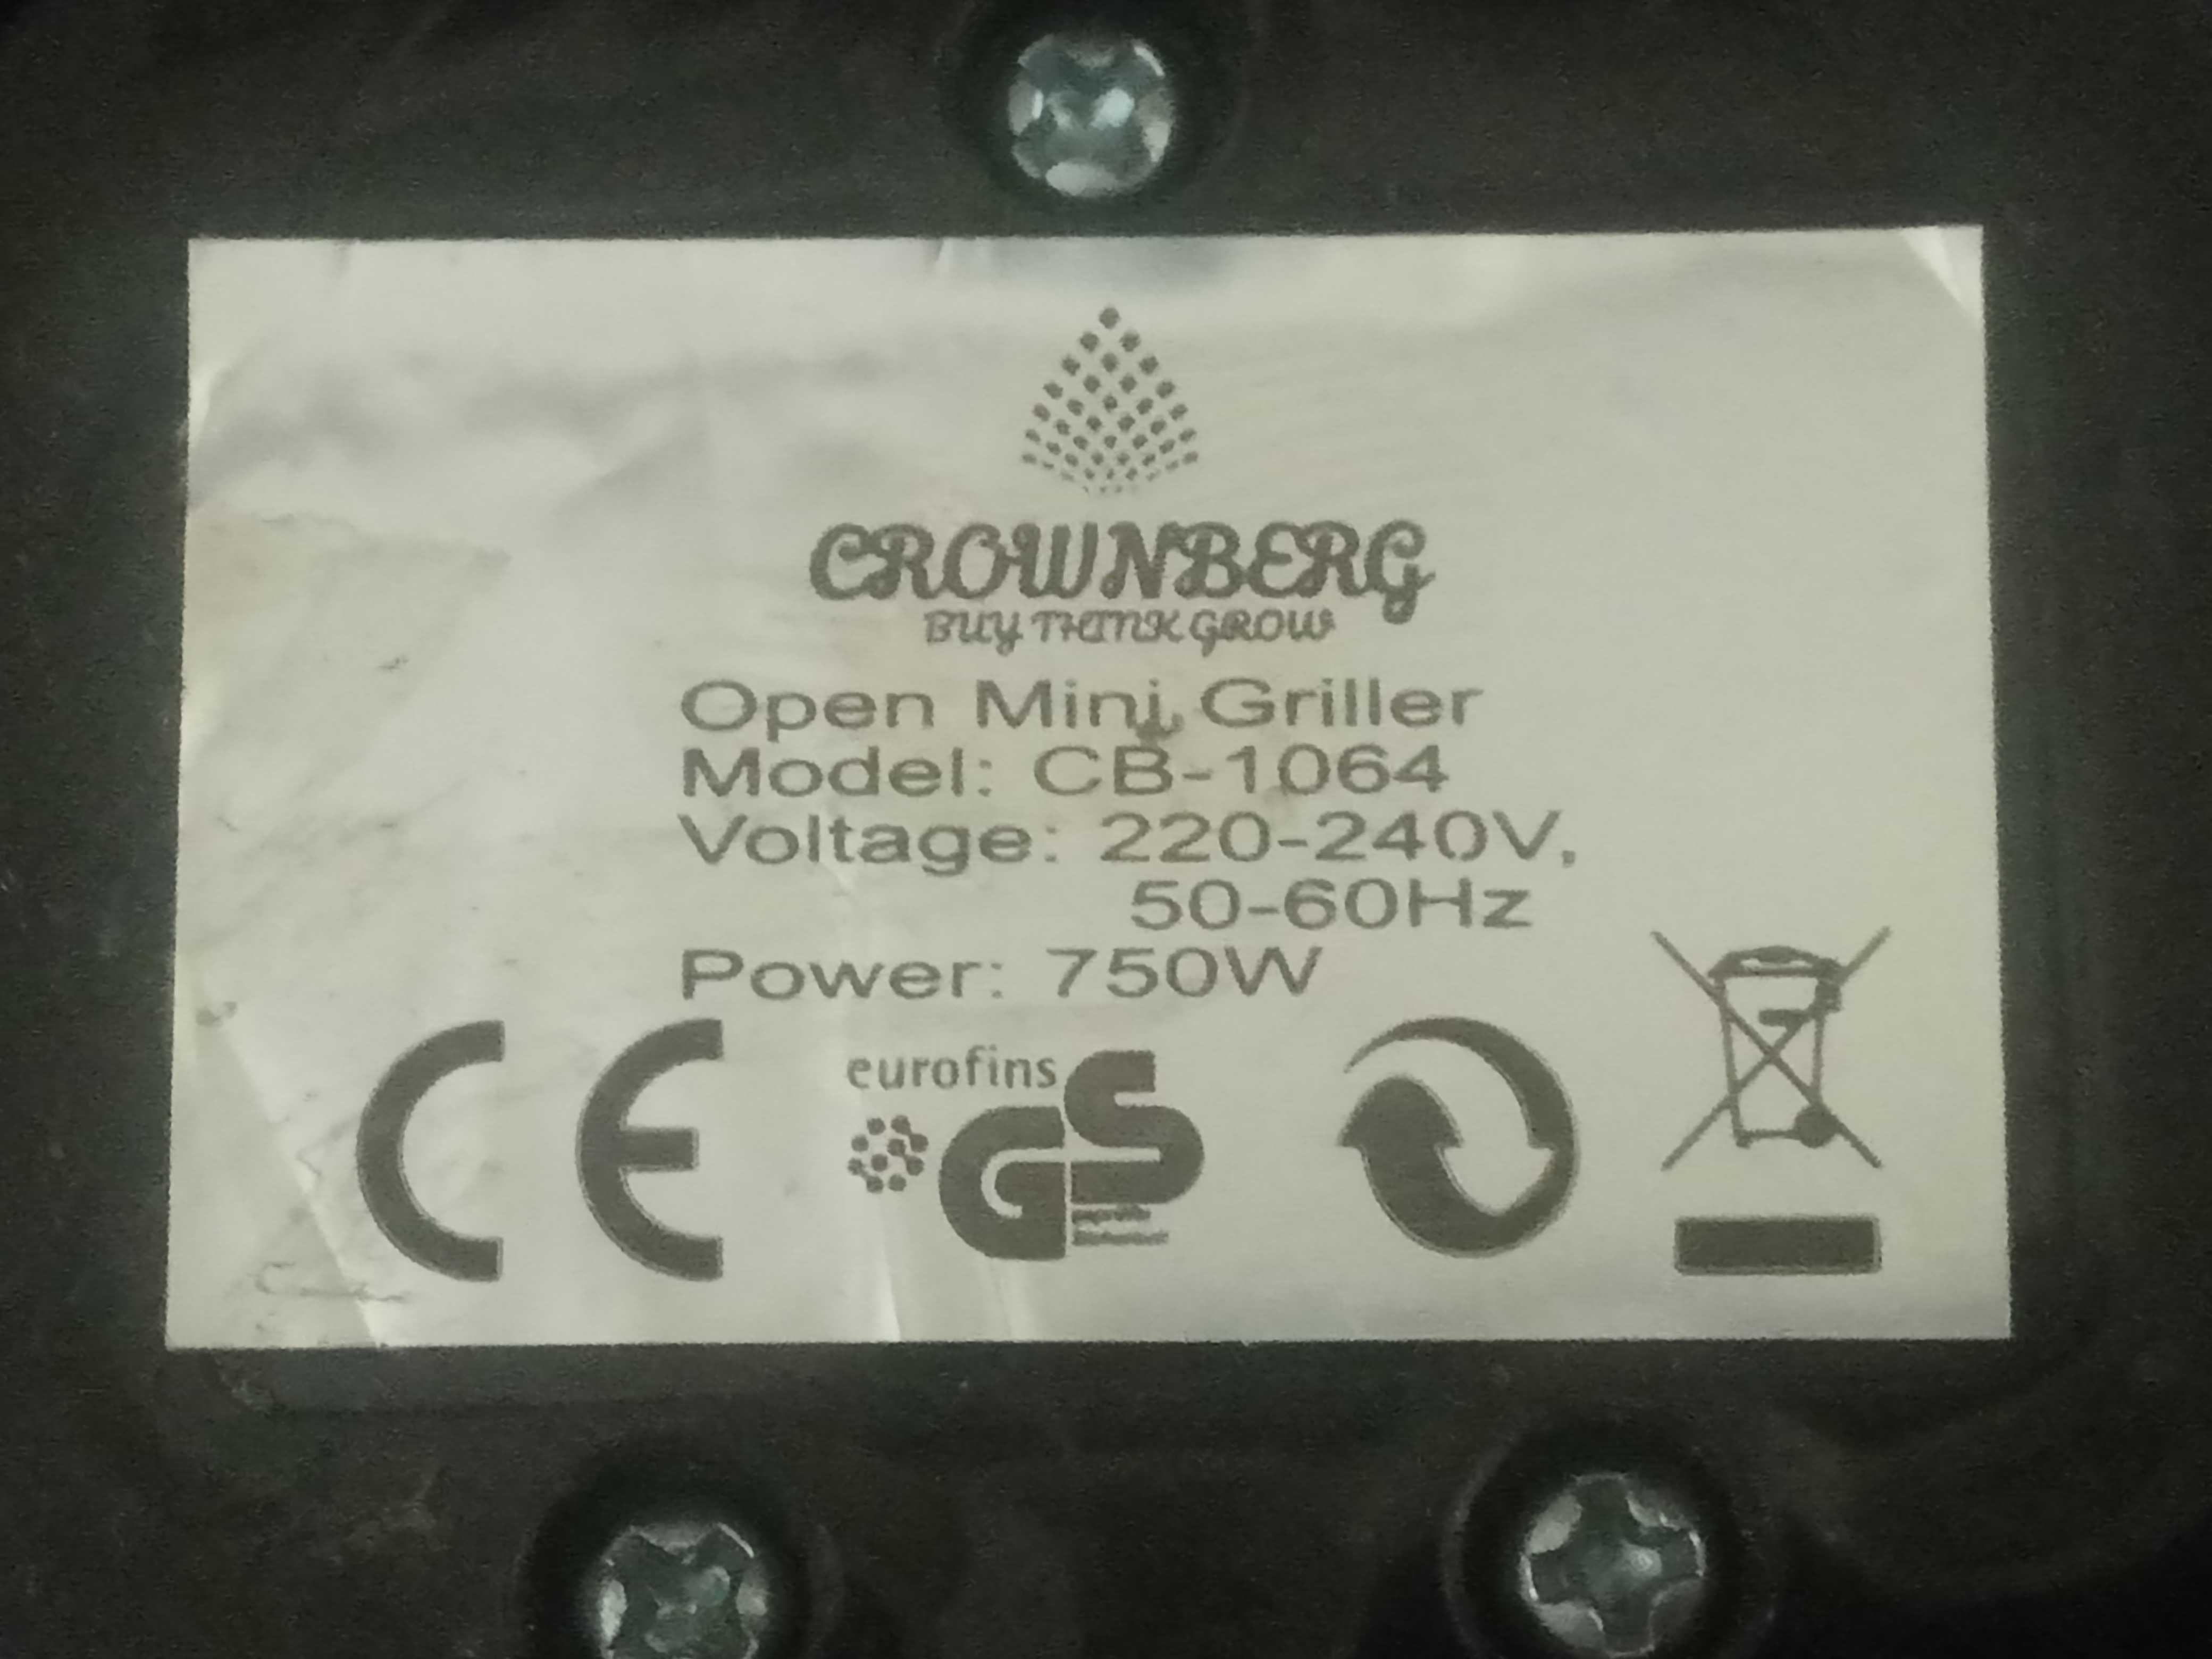 CROWNBERG
BUY THINK GROW
Open Mini Griller
Model: CB-1064
Voltage: 220-240V,
50-60Hz
Power: 750W
CE
eurofins
GS